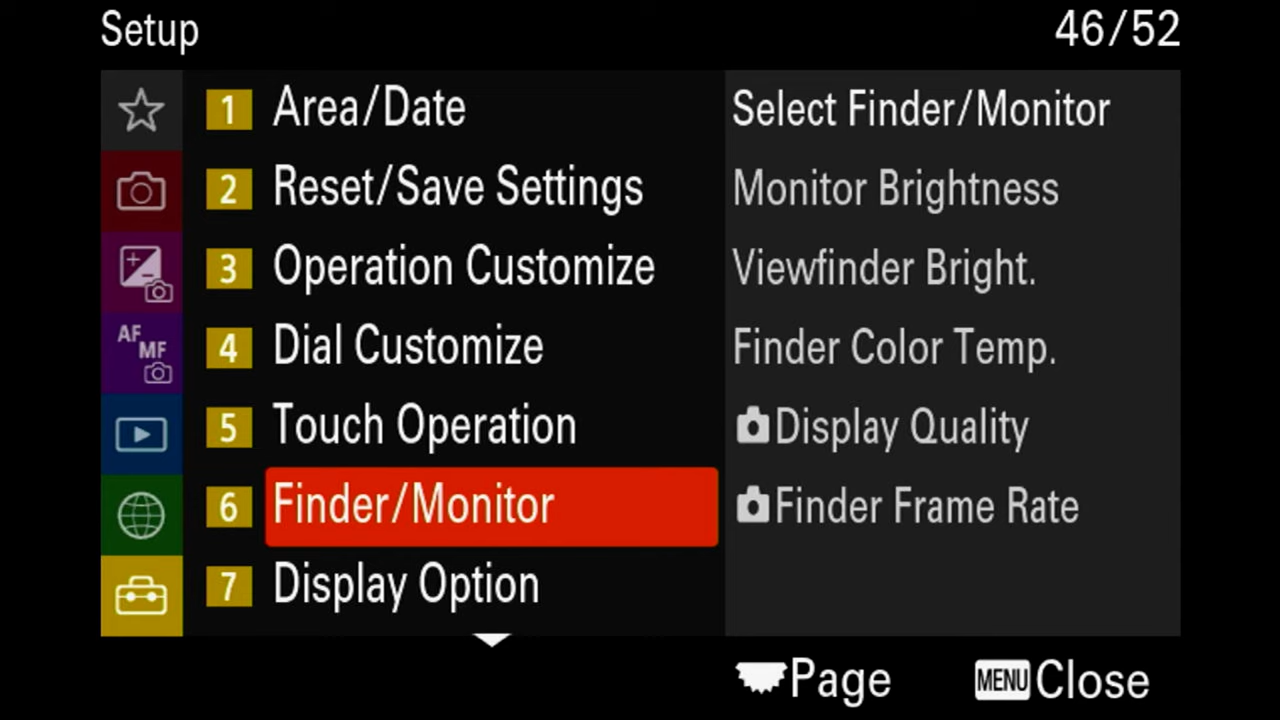 Setup 46/52
1 Area/Date
2 Reset/Save Settings
3 Operation Customize
4 Dial Customize
5 Touch Operation
6 Finder/Monitor
7 Display Option
AF
MF
Select Finder/Monitor
Monitor Brightness
Viewfinder Bright.
Finder Color Temp.
Display Quality
Finder Frame Rate
Page MENU Close